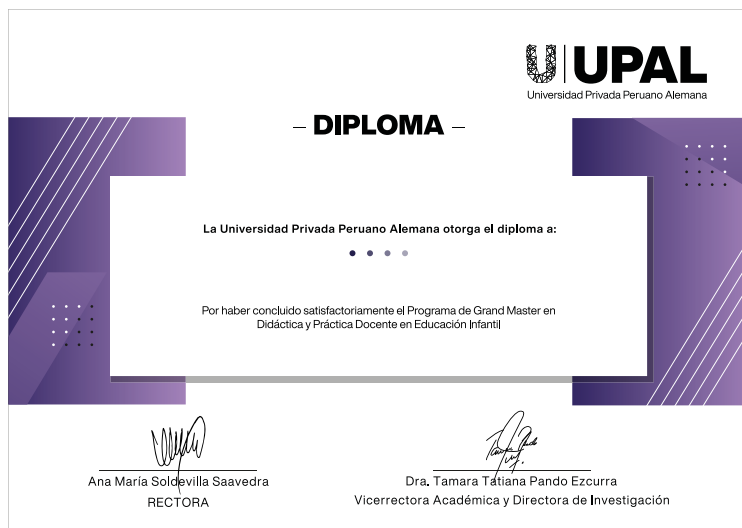 UPAL
Universidad Privada Peruano Alemana
DIPLOMA
La Universidad Privada Peruano Alemana otorga el diploma a:
Por haber concluido satisfactoriamente el Programa de Grand Master en
Didáctica y Práctica Docente en Educación Infantil
Ana María Soldevilla Saavedra
RECTORA
Dra. Tamara Tatiana Pando Ezcurra
Vicerrectora Académica y Directora de Investigación